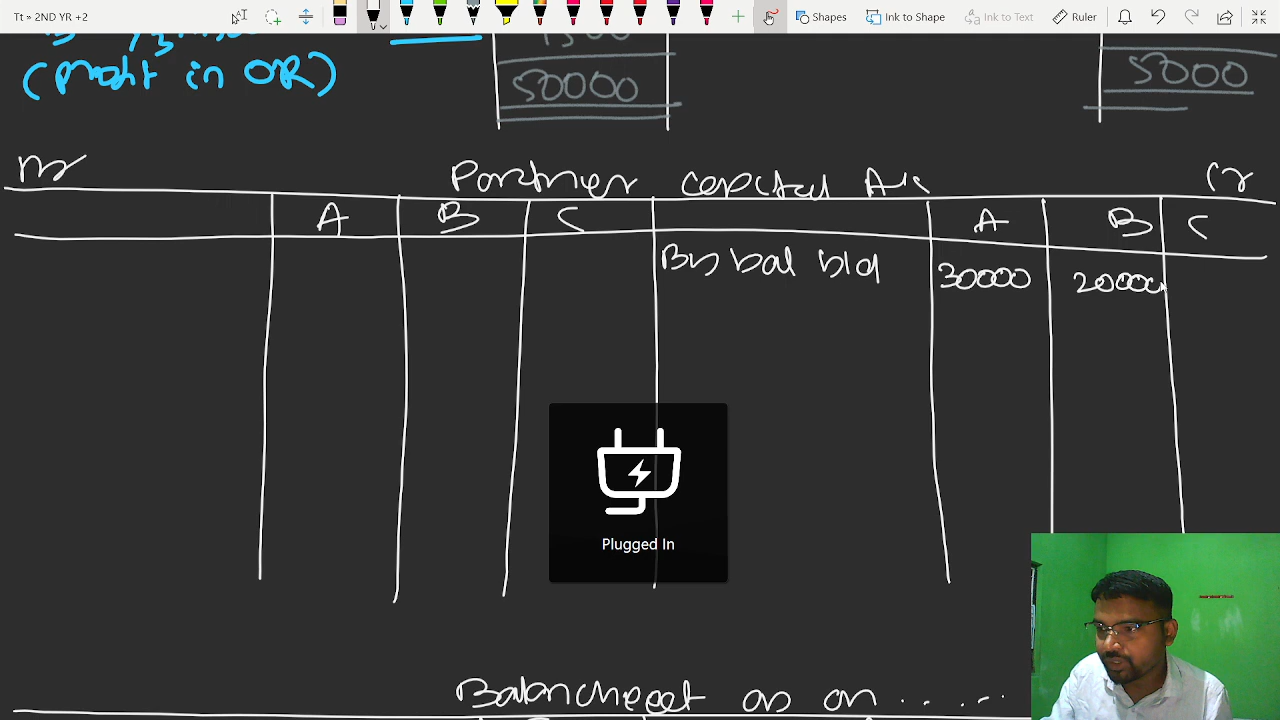 Tt » 2ND YR +2
Shapes Ink to Shape Ink to Text Ruler
(Profit in OR)
50000
5000
Dr Partner capital A/c Cr
A B C A B C
By bal b/d 30000 20000
Plugged In
Balancheeet as on ........